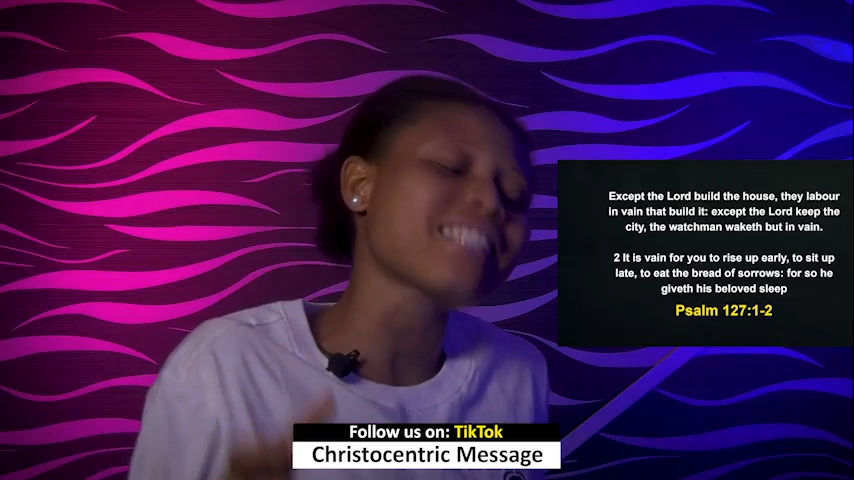 Except the Lord build the house, they labour
in vain that build it: except the Lord keep the
city, the watchman waketh but in vain.
2 It is vain for you to rise up early, to sit up
late, to eat the bread of sorrows: for so he
giveth his beloved sleep
Psalm 127:1-2
Follow us on: TikTok
Christocentric Message